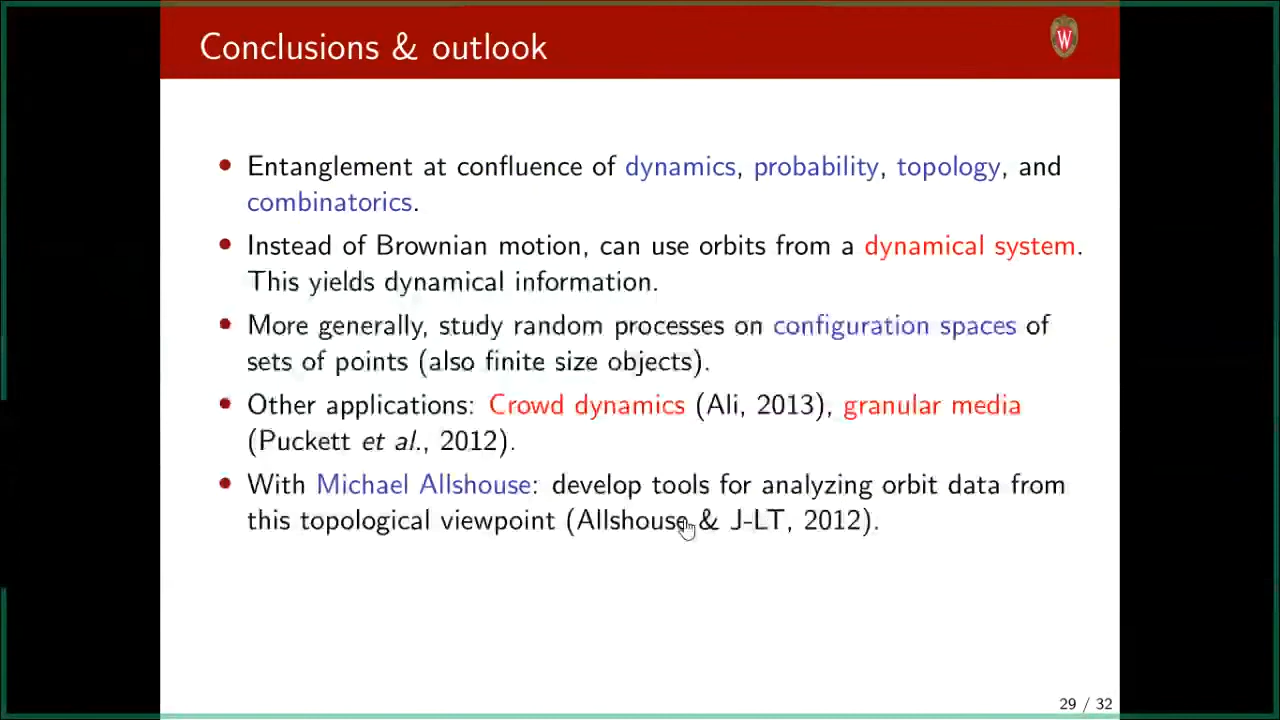 Conclusions & outlook
W
• Entanglement at confluence of dynamics, probability, topology, and
combinatorics.
• Instead of Brownian motion, can use orbits from a dynamical system.
This yields dynamical information.
• More generally, study random processes on configuration spaces of
sets of points (also finite size objects).
• Other applications: Crowd dynamics (Ali, 2013), granular media
(Puckett et al., 2012).
• With Michael Allshouse: develop tools for analyzing orbit data from
this topological viewpoint (Allshouse & J-LT, 2012).
29 / 32